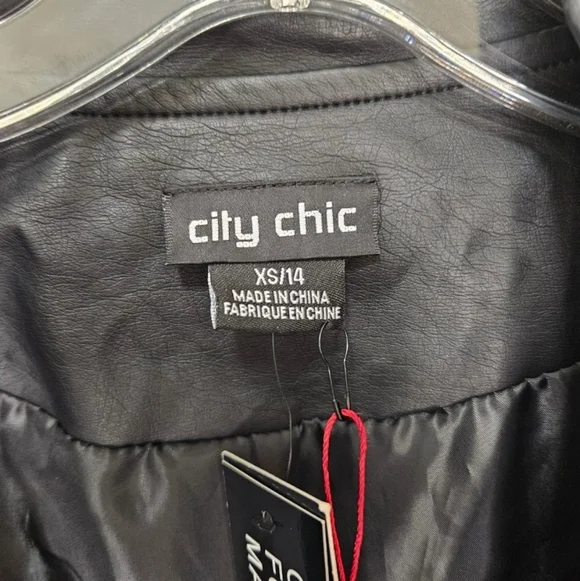 city chic
XS/14
MADE IN CHINA
FABRIQUE EN CHINE